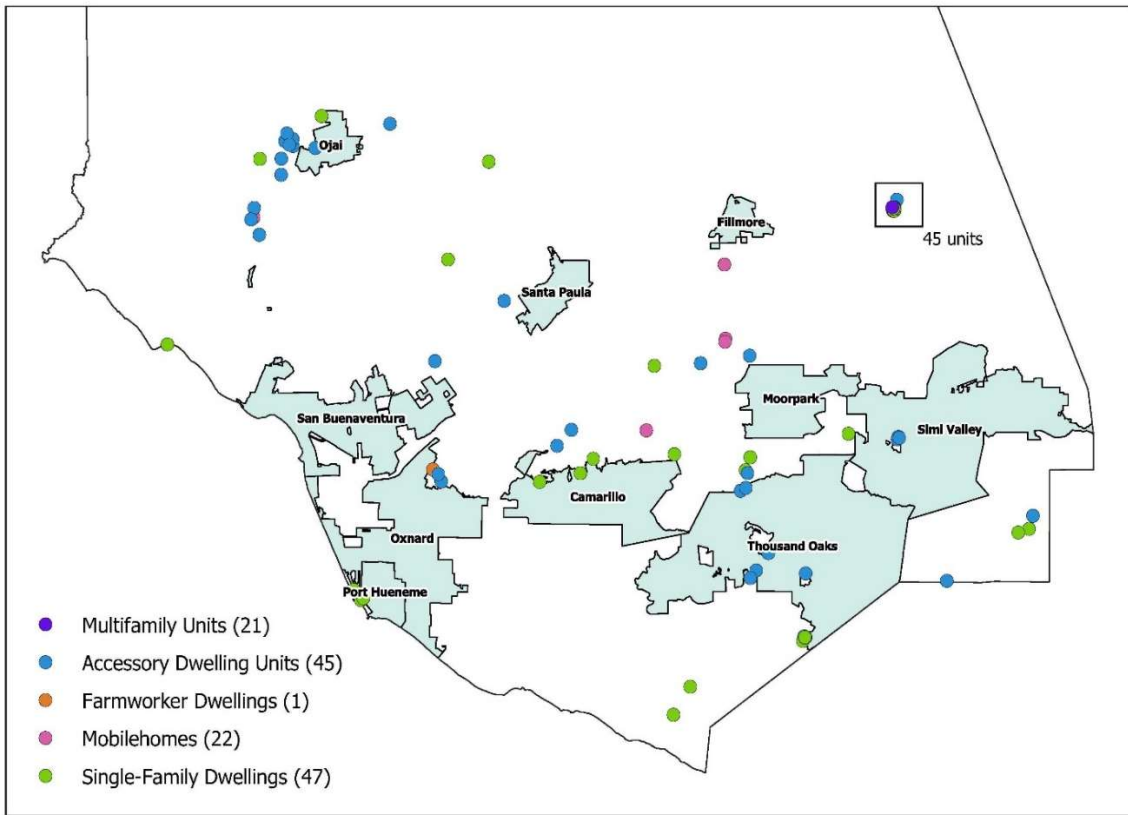 Ojai
Fillmore
45 units
Santa Paula
Moorpark
San Buenaventura
Simi Valley
Camarillo
Oxnard
Thousand Oaks
Port Hueneme
Multifamily Units (21)
Accessory Dwelling Units (45)
Farmworker Dwellings (1)
Mobilehomes (22)
Single-Family Dwellings (47)